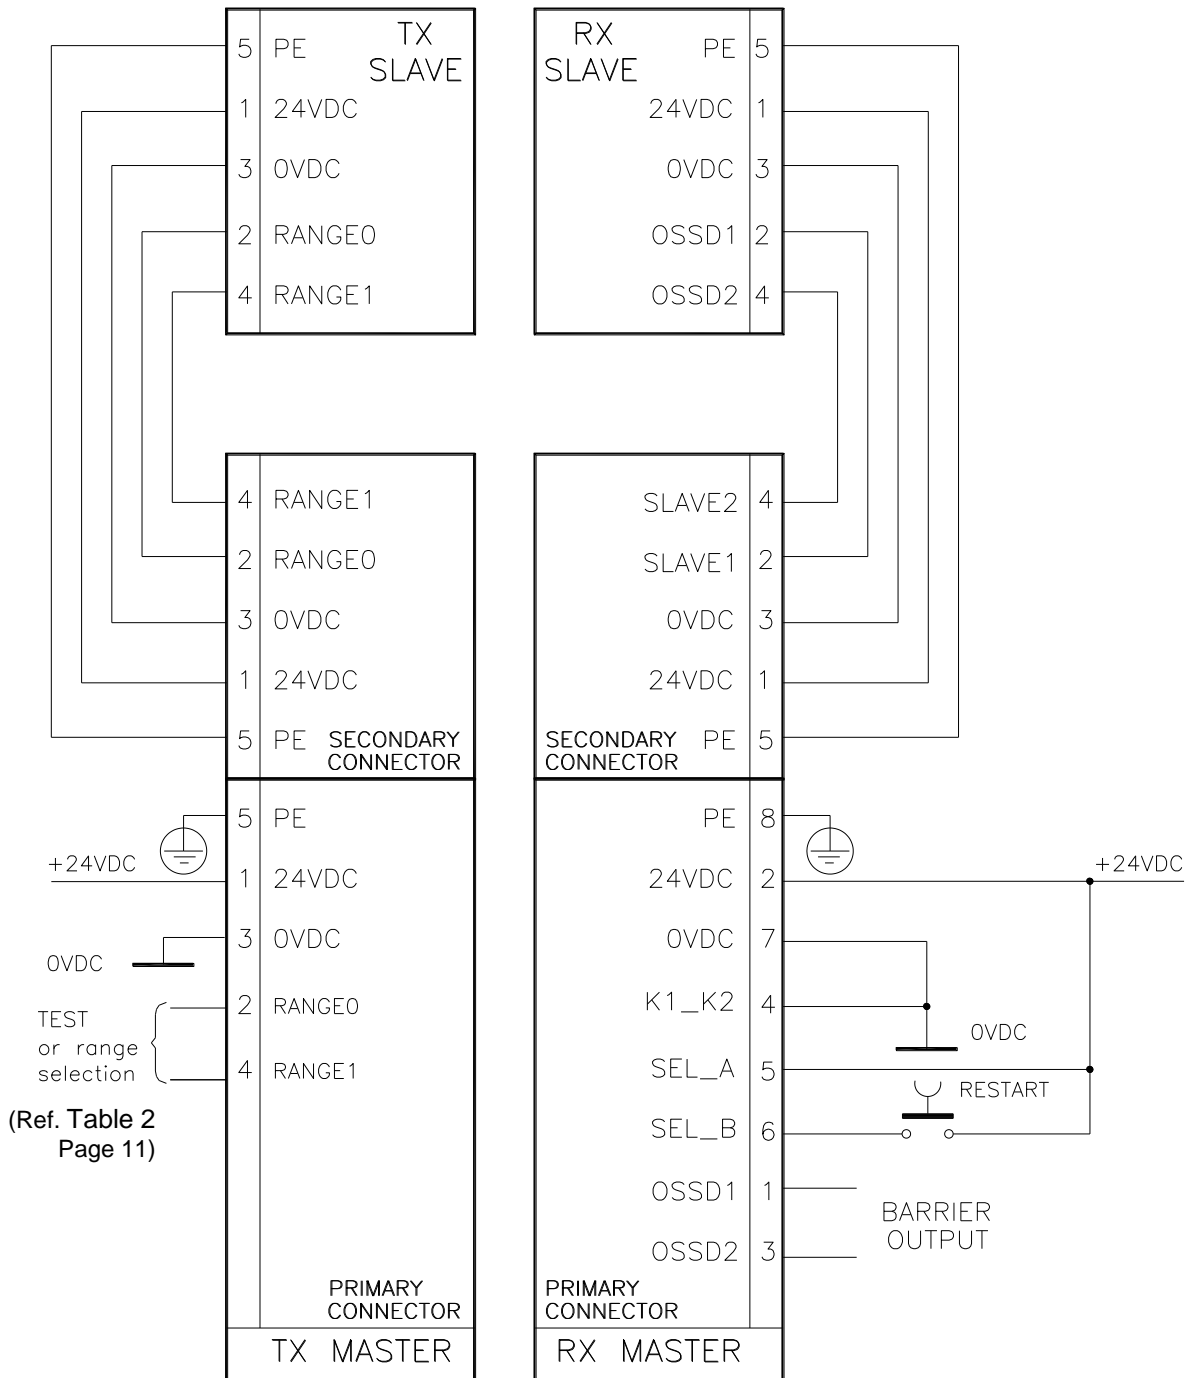 TX
SLAVE
5 PE
1 24VDC
3 0VDC
2 RANGE0
4 RANGE1
RX
SLAVE
PE 5
24VDC 1
0VDC 3
OSSD1 2
OSSD2 4
4 RANGE1
2 RANGE0
3 0VDC
1 24VDC
5 PE
SECONDARY
CONNECTOR
SLAVE2 4
SLAVE1 2
0VDC 3
24VDC 1
PE 5
SECONDARY
CONNECTOR
5 PE
+24VDC
1 24VDC
3 0VDC
0VDC
2 RANGE0
4 RANGE1
TEST
or range
selection
(Ref. Table 2
Page 11)
PRIMARY
CONNECTOR
TX MASTER
PE 8
24VDC 2
+24VDC
0VDC 7
K1_K2 4
0VDC
SEL_A 5
RESTART
SEL_B 6
OSSD1 1
OSSD2 3
BARRIER
OUTPUT
PRIMARY
CONNECTOR
RX MASTER